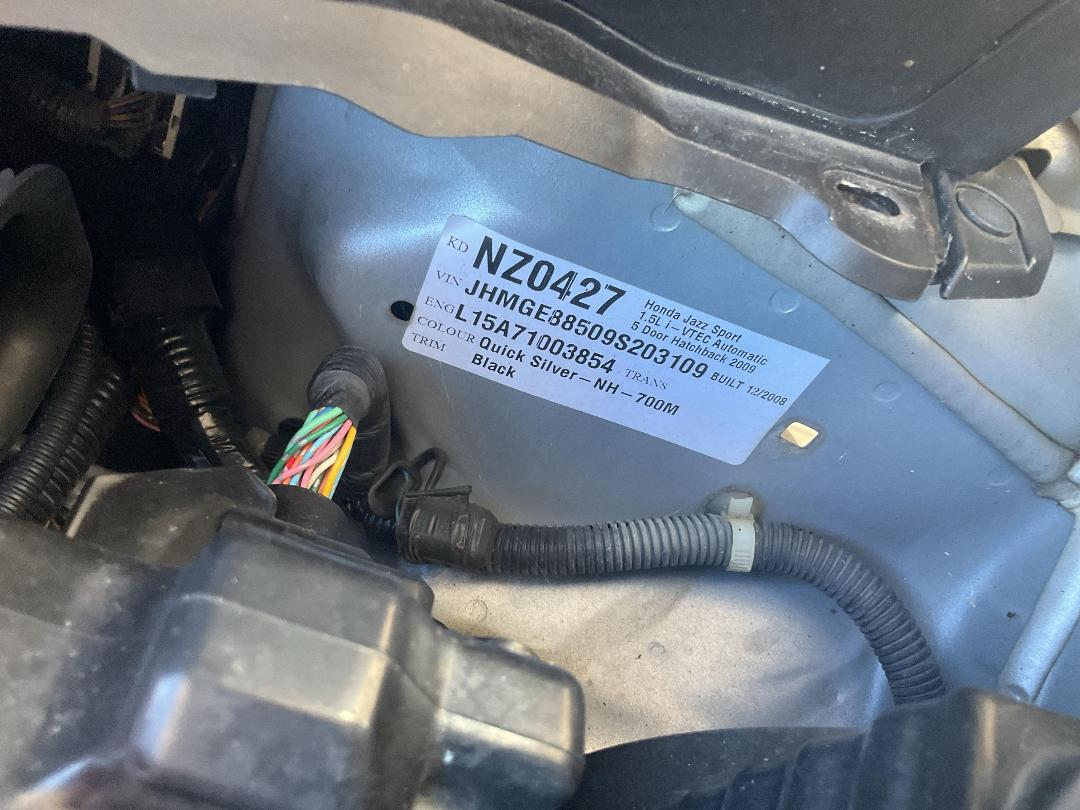 KD NZ0427 Honda Jazz Sport
1.5L i-VTEC Automatic
5 Door Hatchback 2009
VIN JHMGE88509S203109 BUILT 12/2008
ENG L15A71003854 TRANS
COLOUR Quick Silver-NH-700M
TRIM Black